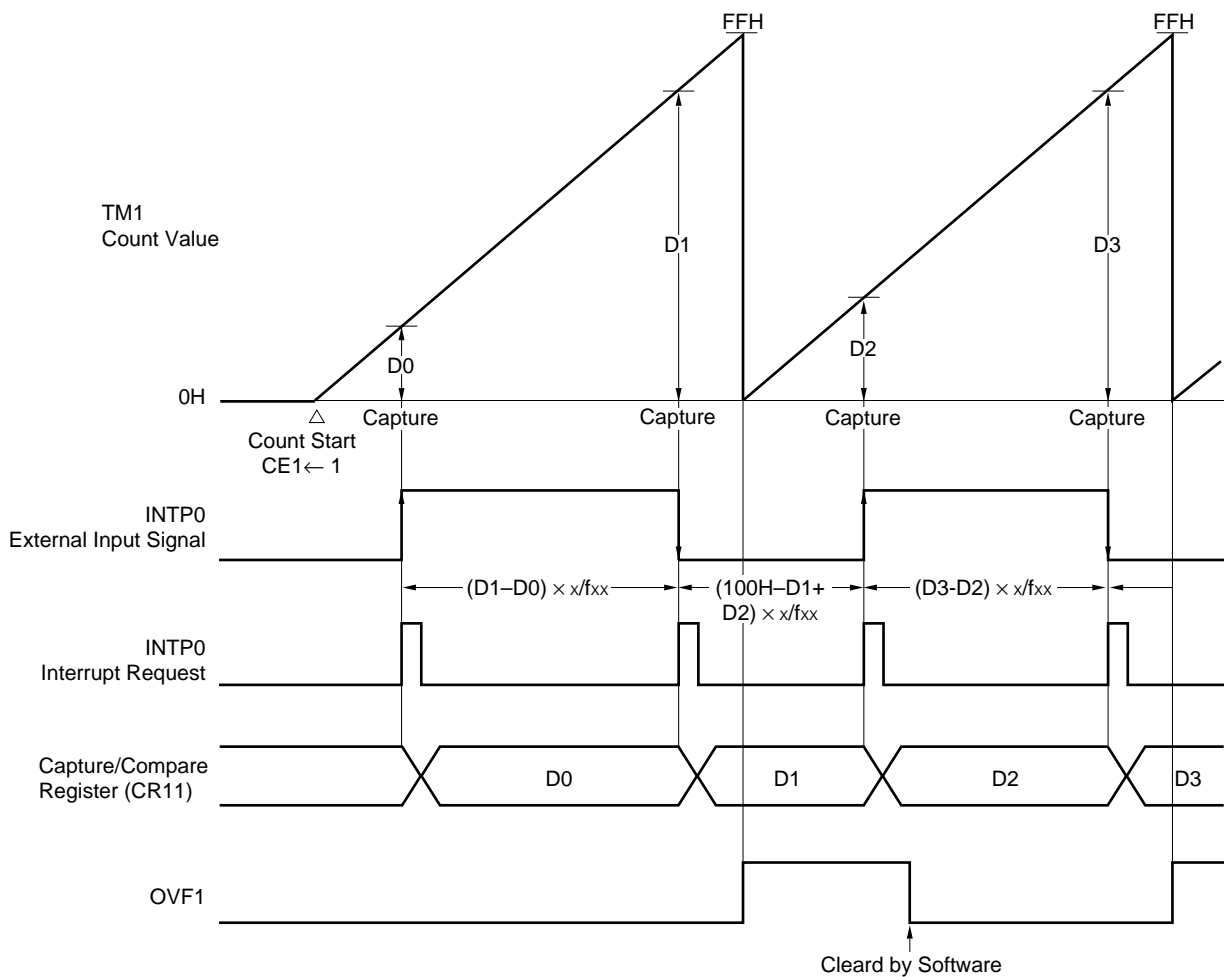 FFH
FFH
TM1
Count Value
D1
D3
D0
D2
0H
Capture
Capture
Capture
Capture
△
Count Start
CE1← 1
INTP0
External Input Signal
(D1–D0) × x/fxx
(100H–D1+
D2) × x/fxx
(D3-D2) × x/fxx
INTP0
Interrupt Request
Capture/Compare
Register (CR11)
D0
D1
D2
D3
OVF1
Cleard by Software